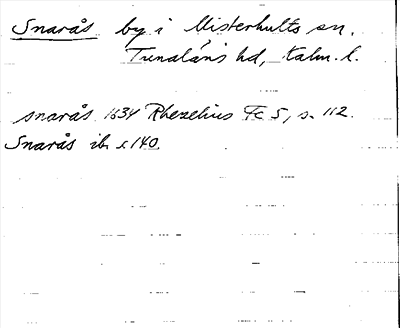 Snarås by i Misterhults sn,
Tunaläns hd, Kalm. l.
snarås 1634 Rhezelius Fc 5, s. 112.
Snarås ib. s 140.